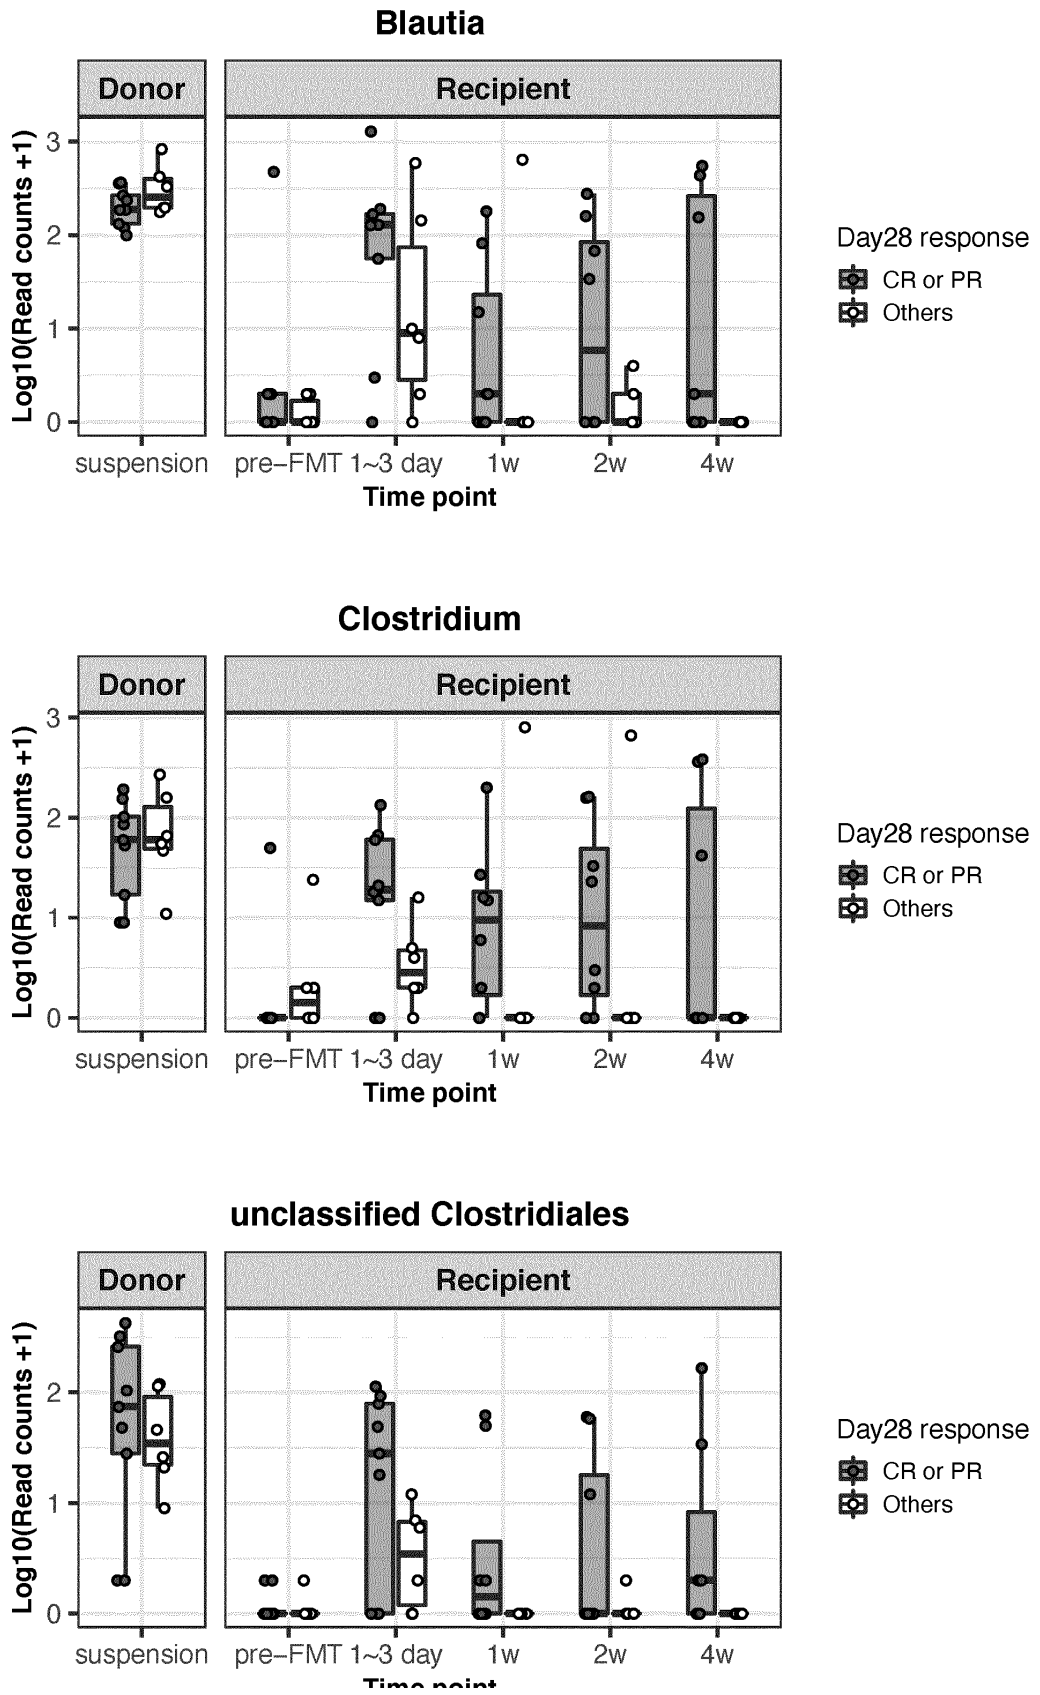 Blautia
Donor
Recipient
Log10(Read counts +1)
3
2
1
0
suspension
pre–FMT
1~3 day
1w
2w
4w
Time point
Day28 response
CR or PR
Others
Clostridium
Donor
Recipient
Log10(Read counts +1)
3
2
1
0
suspension
pre–FMT
1~3 day
1w
2w
4w
Time point
Day28 response
CR or PR
Others
unclassified Clostridiales
Donor
Recipient
Log10(Read counts +1)
2
1
0
suspension
pre–FMT
1~3 day
1w
2w
4w
Time point
Day28 response
CR or PR
Others